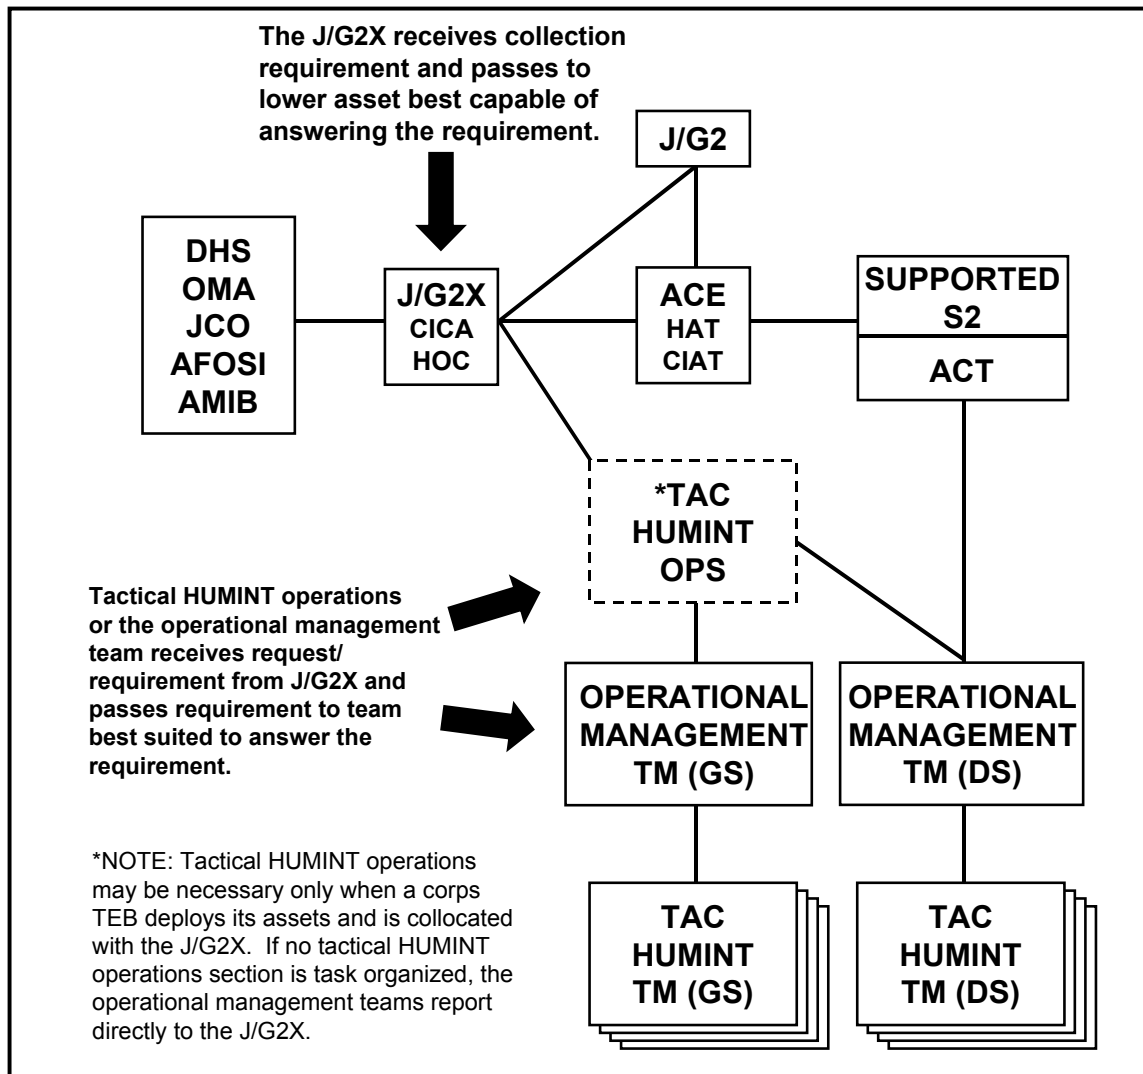 The J/G2X receives collection
requirement and passes to
lower asset best capable of
answering the requirement.
J/G2
DHS
OMA
JCO
AFOSI
AMIB
J/G2X
CICA
HOC
ACE
HAT
CIAT
SUPPORTED
S2
ACT
*TAC
HUMINT
OPS
Tactical HUMINT operations
or the operational management
team receives request/
requirement from J/G2X and
passes requirement to team
best suited to answer the
requirement.
OPERATIONAL
MANAGEMENT
TM (GS)
OPERATIONAL
MANAGEMENT
TM (DS)
*NOTE: Tactical HUMINT operations
may be necessary only when a corps
TEB deploys its assets and is collocated
with the J/G2X. If no tactical HUMINT
operations section is task organized, the
operational management teams report
directly to the J/G2X.
TAC
HUMINT
TM (GS)
TAC
HUMINT
TM (DS)